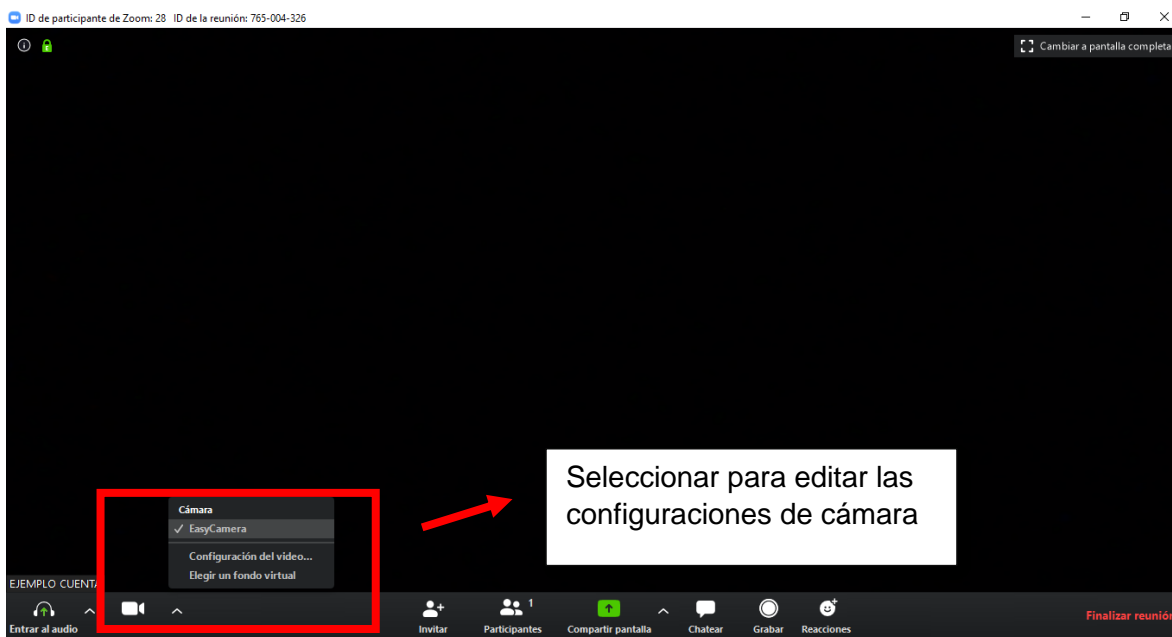 ID de participante de Zoom: 28 ID de la reunión: 765-004-326
Cambiar a pantalla completa
Seleccionar para editar las
configuraciones de cámara
Cámara
✓ EasyCamera
Configuración del video...
Elegir un fondo virtual
EJEMPLO CUENTA
1
Entrar al audio
Invitar
Participantes
Compartir pantalla
Chatear
Grabar
Reacciones
Finalizar reunión